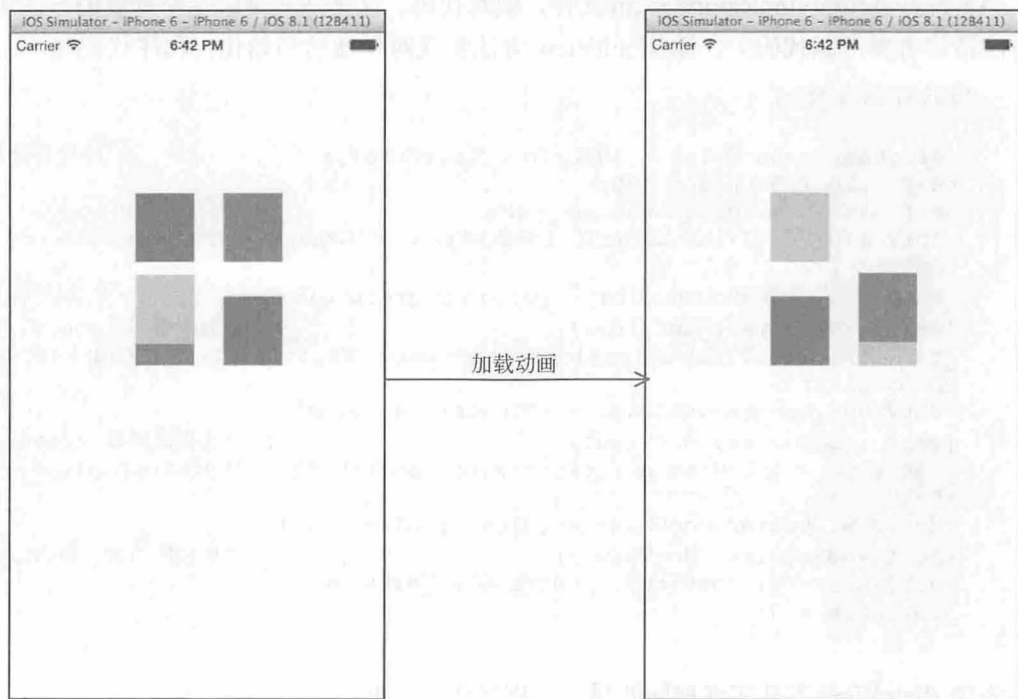 iOS Simulator – iPhone 6 – iPhone 6 / iOS 8.1 (12B411)
Carrier 6:42 PM
加载动画
iOS Simulator – iPhone 6 – iPhone 6 / iOS 8.1 (12B411)
Carrier 6:42 PM